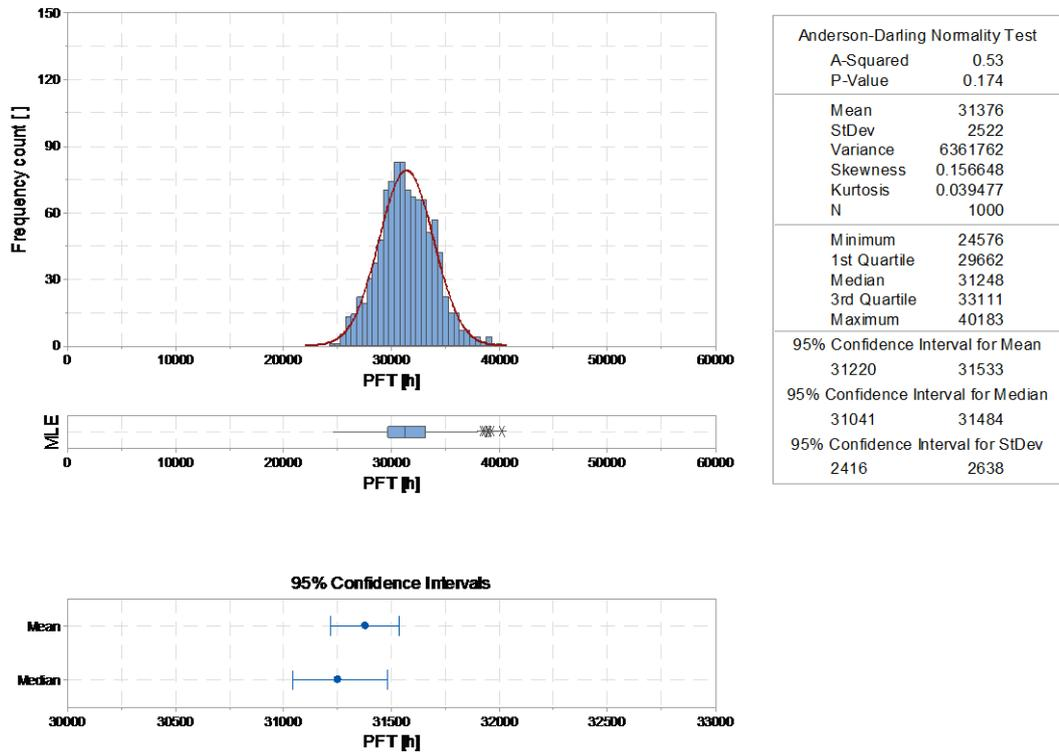 150
120
90
60
30
0
Frequency count [ ]
0 10000 20000 30000 40000 50000 60000
PFT [h]
MLE
0 10000 20000 30000 40000 50000 60000
PFT [h]
95% Confidence Intervals
Mean
Median
30000 30500 31000 31500 32000 32500 33000
PFT [h]
Anderson-Darling Normality Test
A-Squared 0.53
P-Value 0.174
Mean 31376
StDev 2522
Variance 6361762
Skewness 0.156648
Kurtosis 0.039477
N 1000
Minimum 24576
1st Quartile 29662
Median 31248
3rd Quartile 33111
Maximum 40183
95% Confidence Interval for Mean
31220 31533
95% Confidence Interval for Median
31041 31484
95% Confidence Interval for StDev
2416 2638